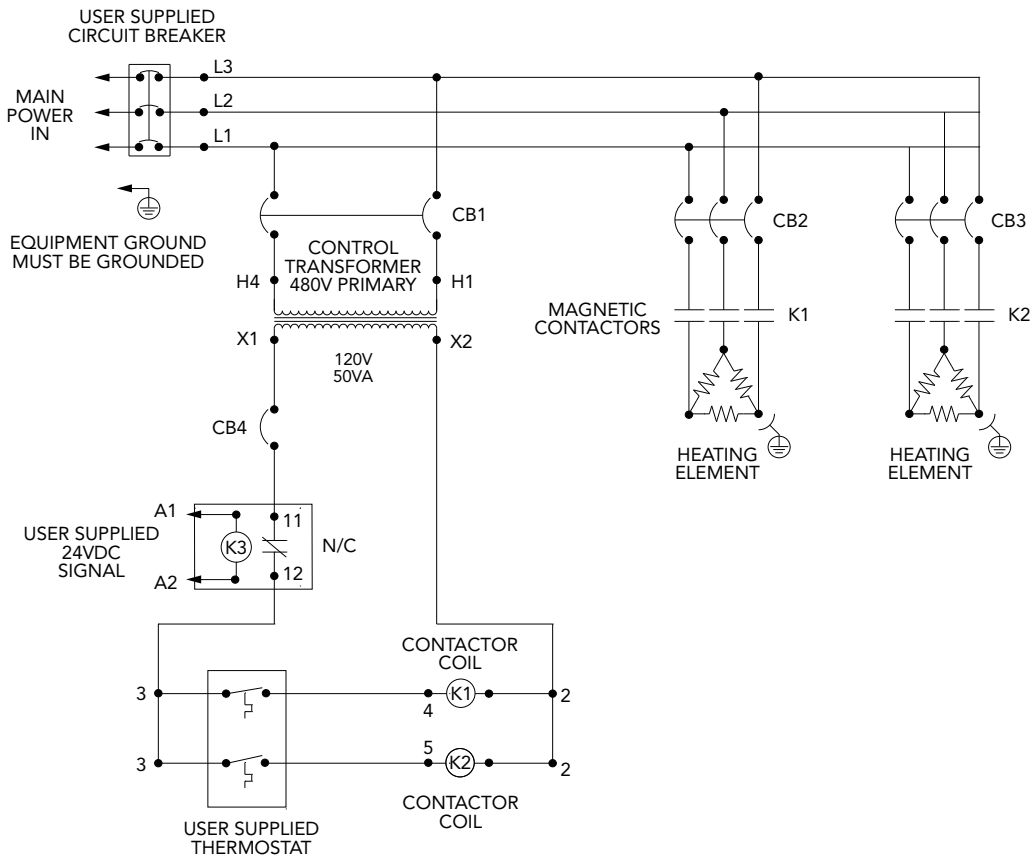 USER SUPPLIED
CIRCUIT BREAKER
L3
MAIN
POWER
IN
L2
L1
EQUIPMENT GROUND
MUST BE GROUNDED
CB1
CB2
CB3
CONTROL
TRANSFORMER
480V PRIMARY
H4
H1
MAGNETIC
CONTACTORS
K1
K2
X1
X2
120V
50VA
CB4
HEATING
ELEMENT
HEATING
ELEMENT
USER SUPPLIED
24VDC
SIGNAL
A1
A2
K3
11
12
N/C
CONTACTOR
COIL
3
4
K1
2
3
5
K2
2
CONTACTOR
COIL
USER SUPPLIED
THERMOSTAT